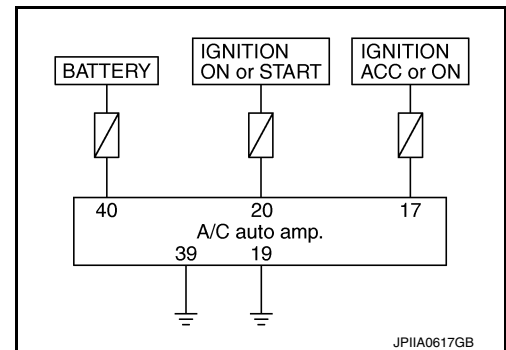 BATTERY
IGNITION
ON or START
IGNITION
ACC or ON
40 20 17
A/C auto amp.
39 19
JPIIA0617GB